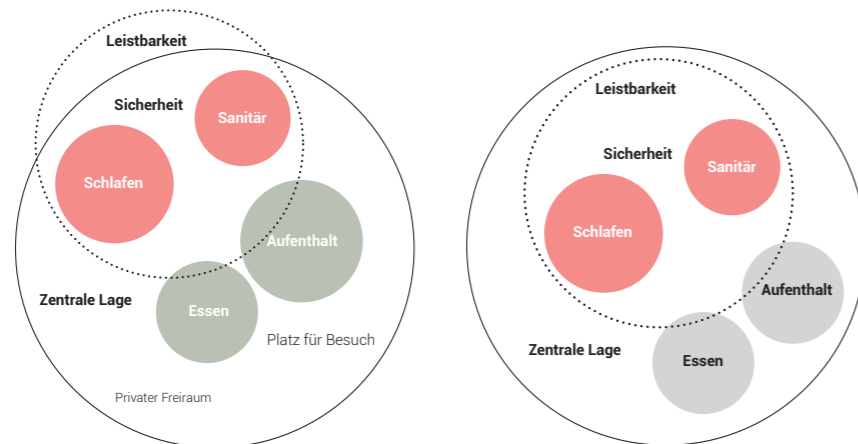 Leistbarkeit
Sicherheit
Sanitär
Schlafen
Aufenthalt
Zentrale Lage
Essen
Platz für Besuch
Privater Freiraum
Leistbarkeit
Sicherheit
Sanitär
Schlafen
Aufenthalt
Zentrale Lage
Essen